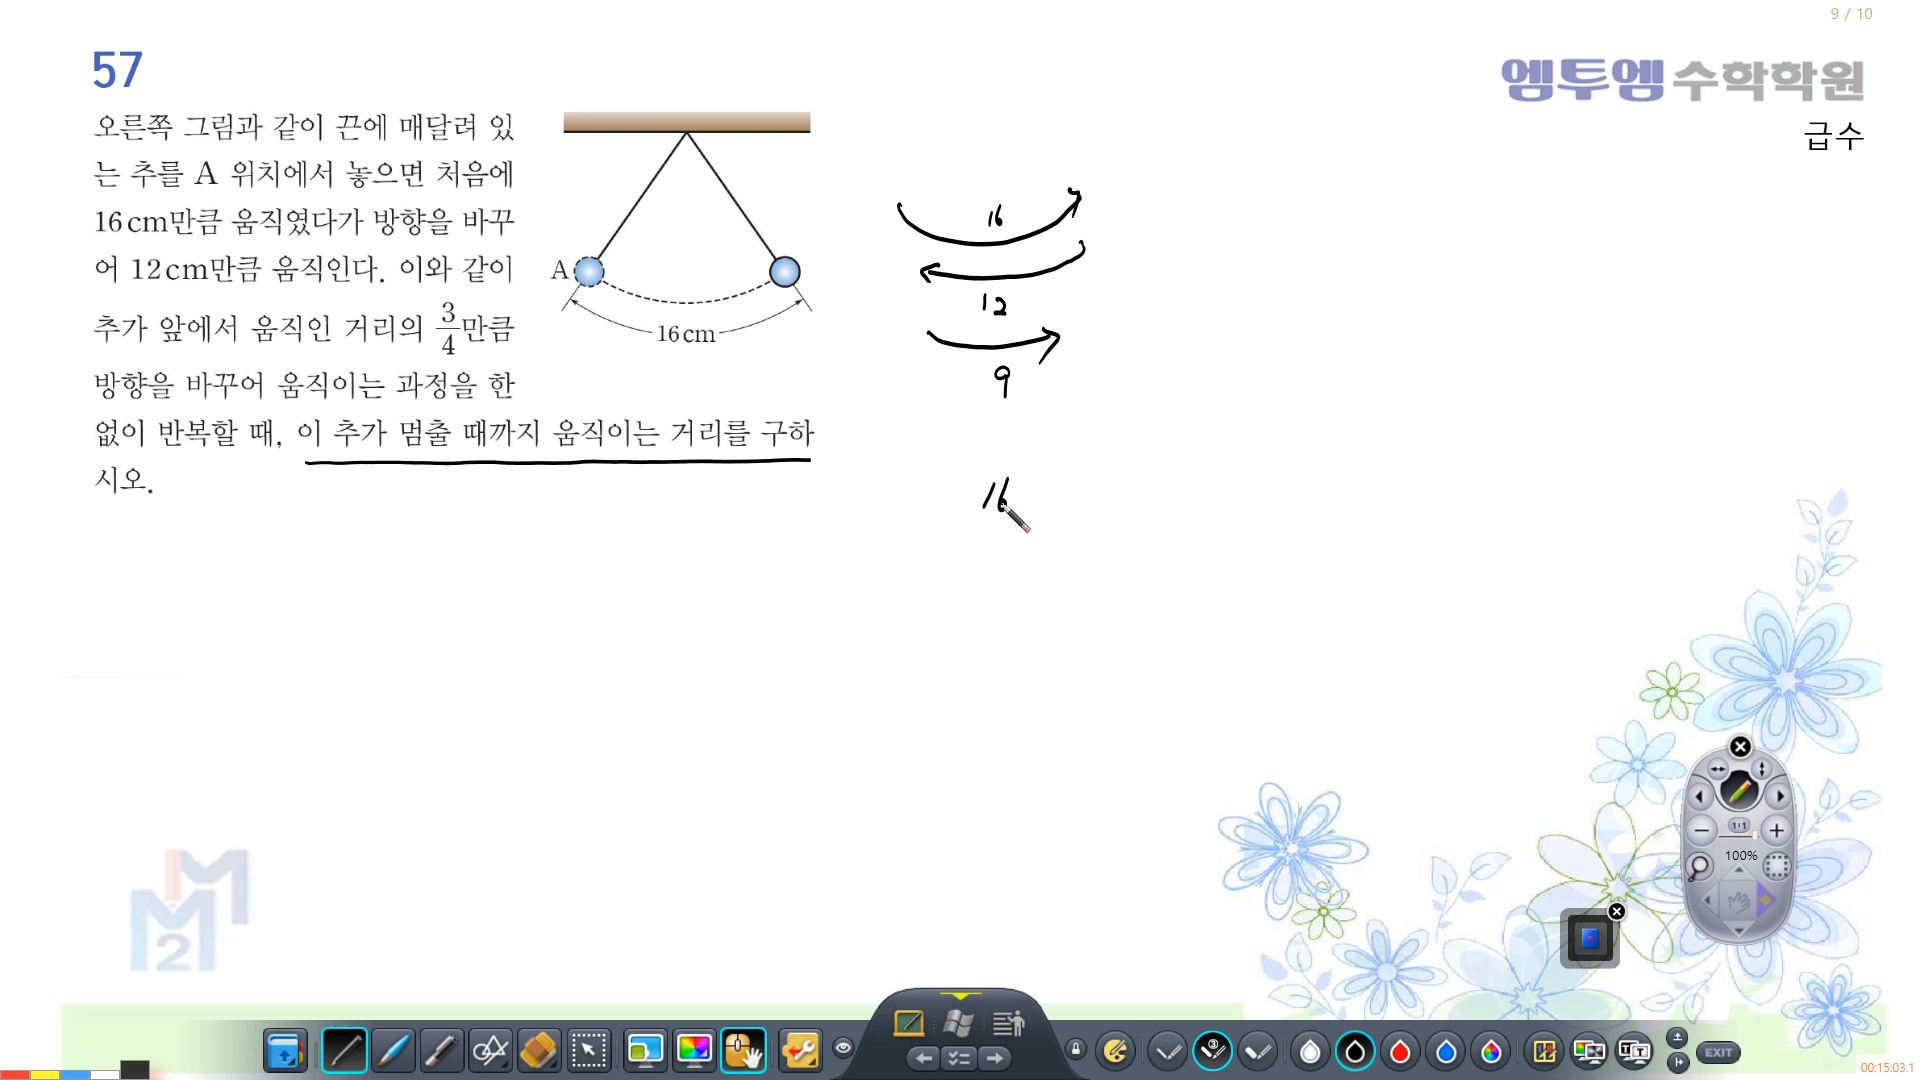 9 / 10
57
엠투엠수학학원
급수
오른쪽 그림과 같이 끈에 매달려 있
는 추를 A 위치에서 놓으면 처음에
16 cm만큼 움직였다가 방향을 바꾸
어 12 cm만큼 움직인다. 이와 같이
추가 앞에서 움직인 거리의 3/4만큼
방향을 바꾸어 움직이는 과정을 한
없이 반복할 때, 이 추가 멈출 때까지 움직이는 거리를 구하
시오.
A
16 cm
16
12
9
16
M
M2
1:1
100%
EXIT
00:15:03.1